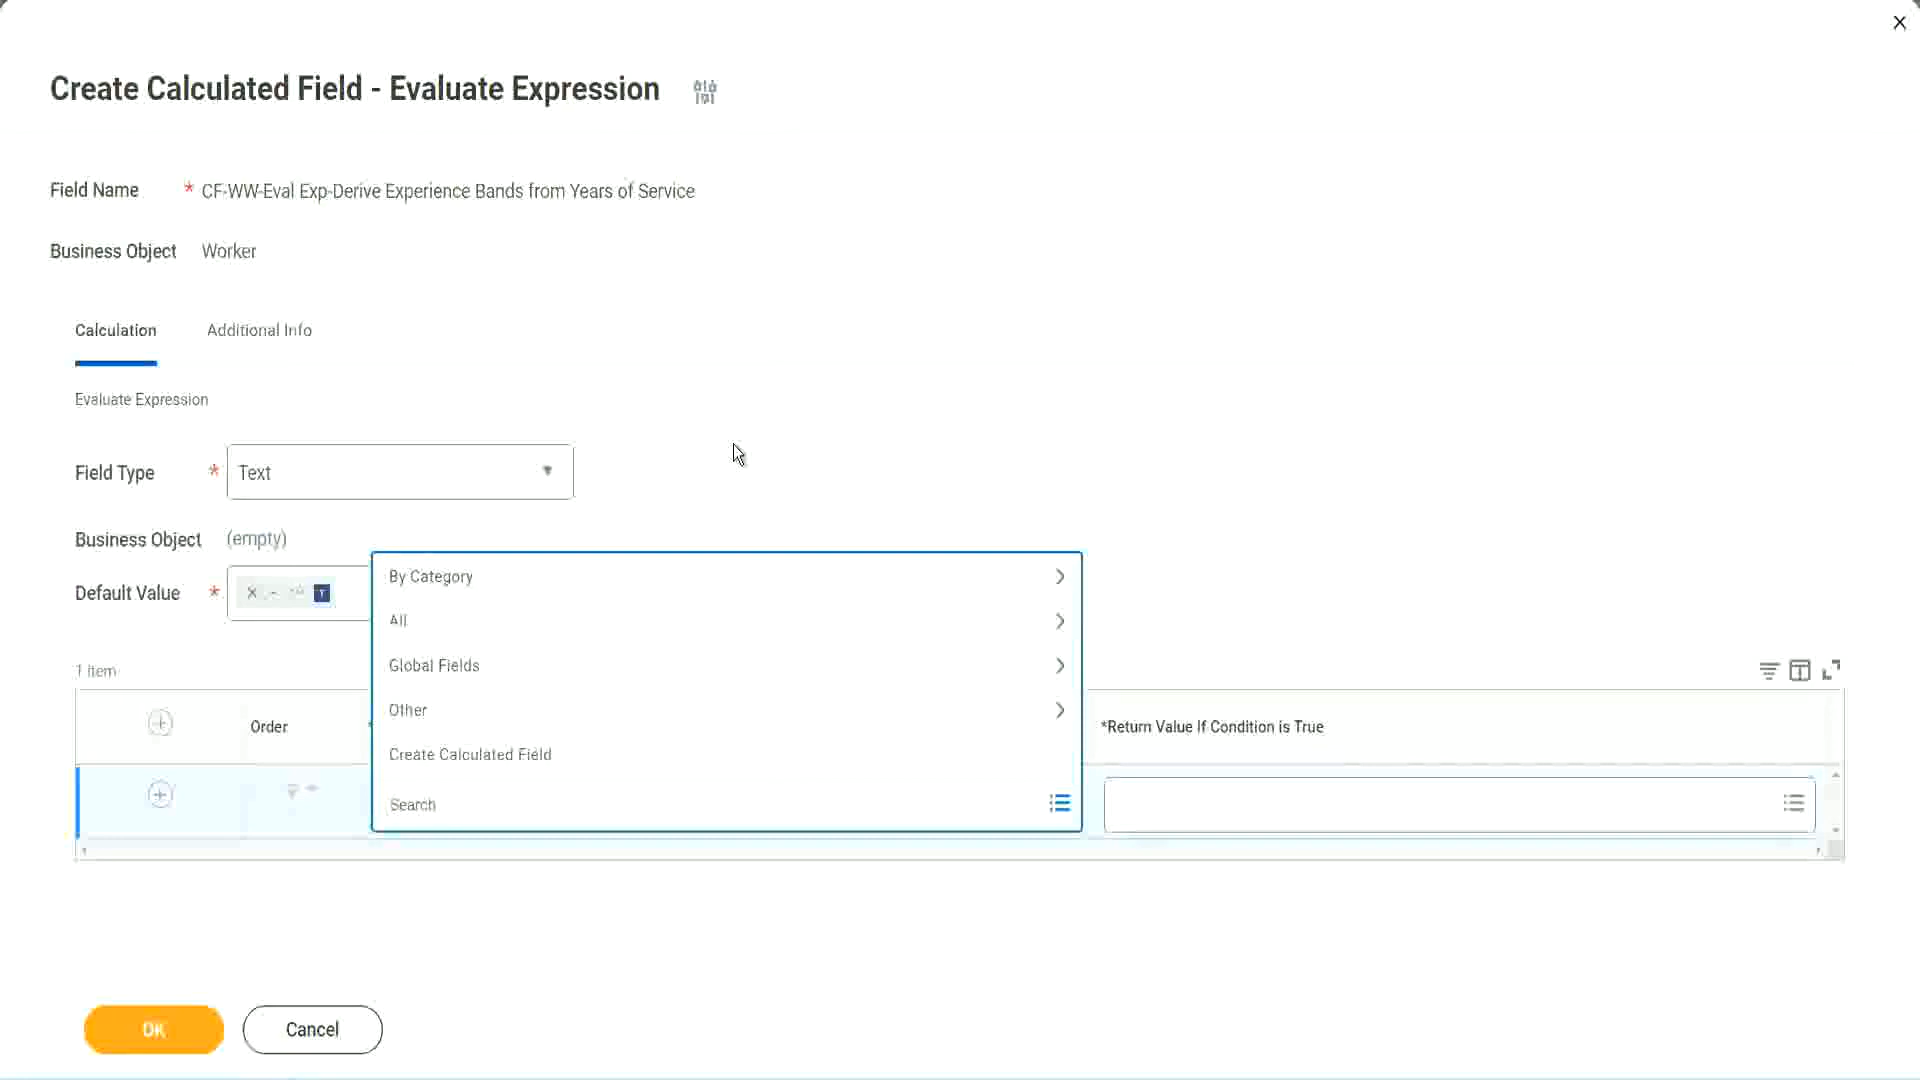 Create Calculated Field - Evaluate Expression
Field Name * CF-WW-Eval Exp-Derive Experience Bands from Years of Service
Business Object Worker
Calculation Additional Info
Evaluate Expression
Field Type * Text
Business Object (empty)
Default Value *
By Category
All
Global Fields
Other
Create Calculated Field
Search
1 item
Order
*Return Value If Condition is True
OK Cancel